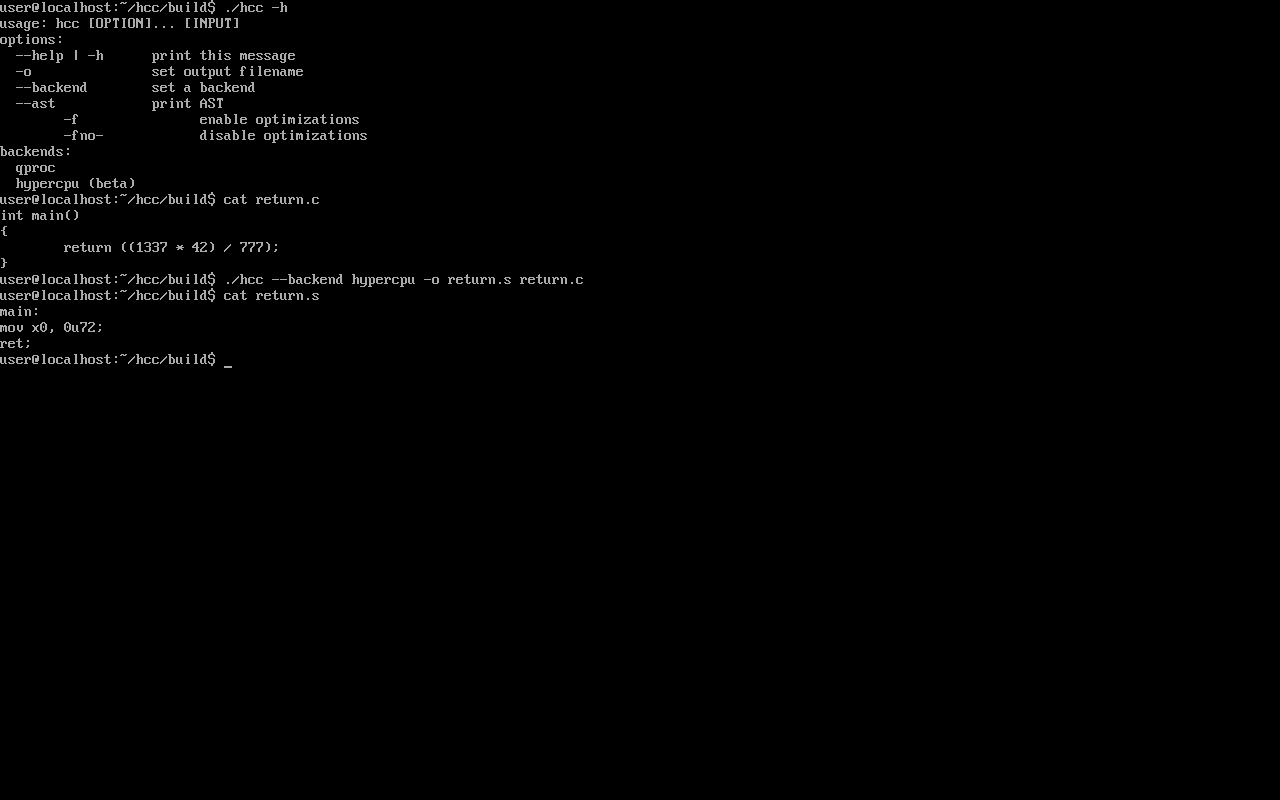 user@localhost:~/hcc/build$ ./hcc -h
usage: hcc [OPTION]... [INPUT]
options:
  --help | -h      print this message
  -o               set output filename
  --backend        set a backend
  --ast            print AST
        -f               enable optimizations
        -fno-            disable optimizations
backends:
  qproc
  hypercpu (beta)
user@localhost:~/hcc/build$ cat return.c
int main()
{
        return ((1337 * 42) / 777);
}
user@localhost:~/hcc/build$ ./hcc --backend hypercpu -o return.s return.c
user@localhost:~/hcc/build$ cat return.s
main:
mov x0, 0u72;
ret;
user@localhost:~/hcc/build$ _